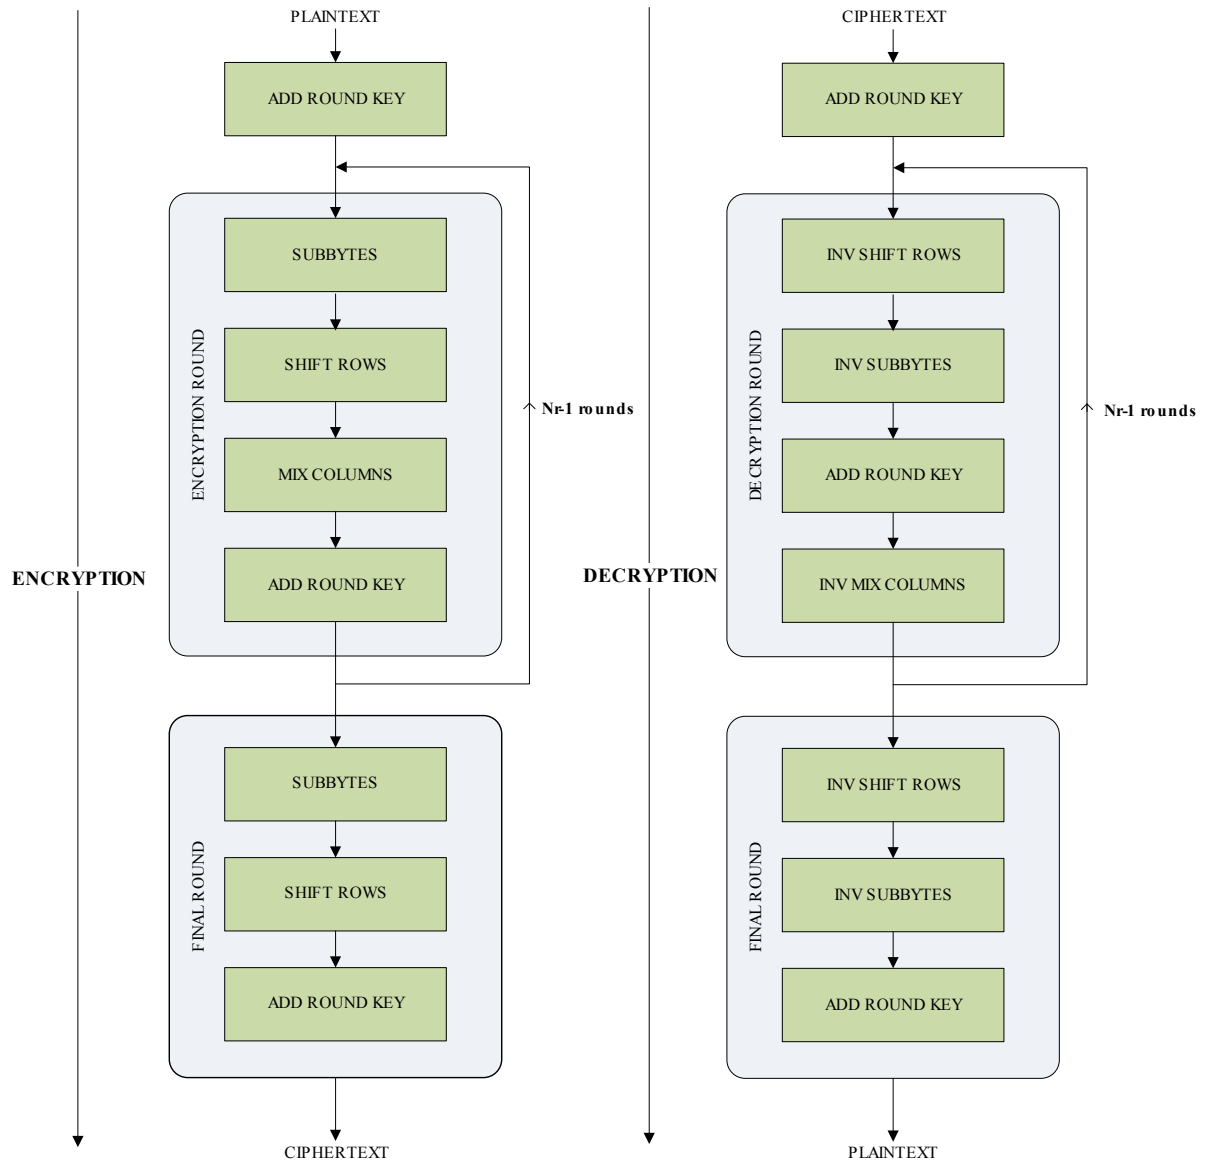 PLAINTEXT
ADD ROUND KEY
SUBBYTES
SHIFT ROWS
MIX COLUMNS
ADD ROUND KEY
ENCRYPTION ROUND
Nr-1 rounds
ENCRYPTION
SUBBYTES
SHIFT ROWS
ADD ROUND KEY
FINAL ROUND
CIPHERTEXT
CIPHERTEXT
ADD ROUND KEY
INV SHIFT ROWS
INV SUBBYTES
ADD ROUND KEY
INV MIX COLUMNS
DECRYPTION ROUND
Nr-1 rounds
DECRYPTION
INV SHIFT ROWS
INV SUBBYTES
ADD ROUND KEY
FINAL ROUND
PLAINTEXT